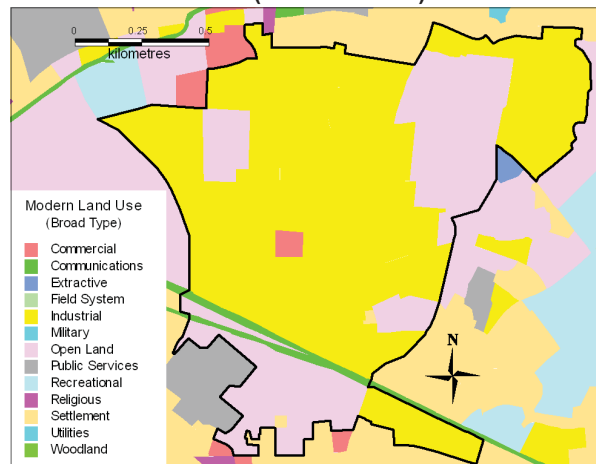 0 0.25 0.5
kilometres
Modern Land Use
(Broad Type)
Commercial
Communications
Extractive
Field System
Industrial
Military
Open Land
Public Services
Recreational
Religious
Settlement
Utilities
Woodland
N